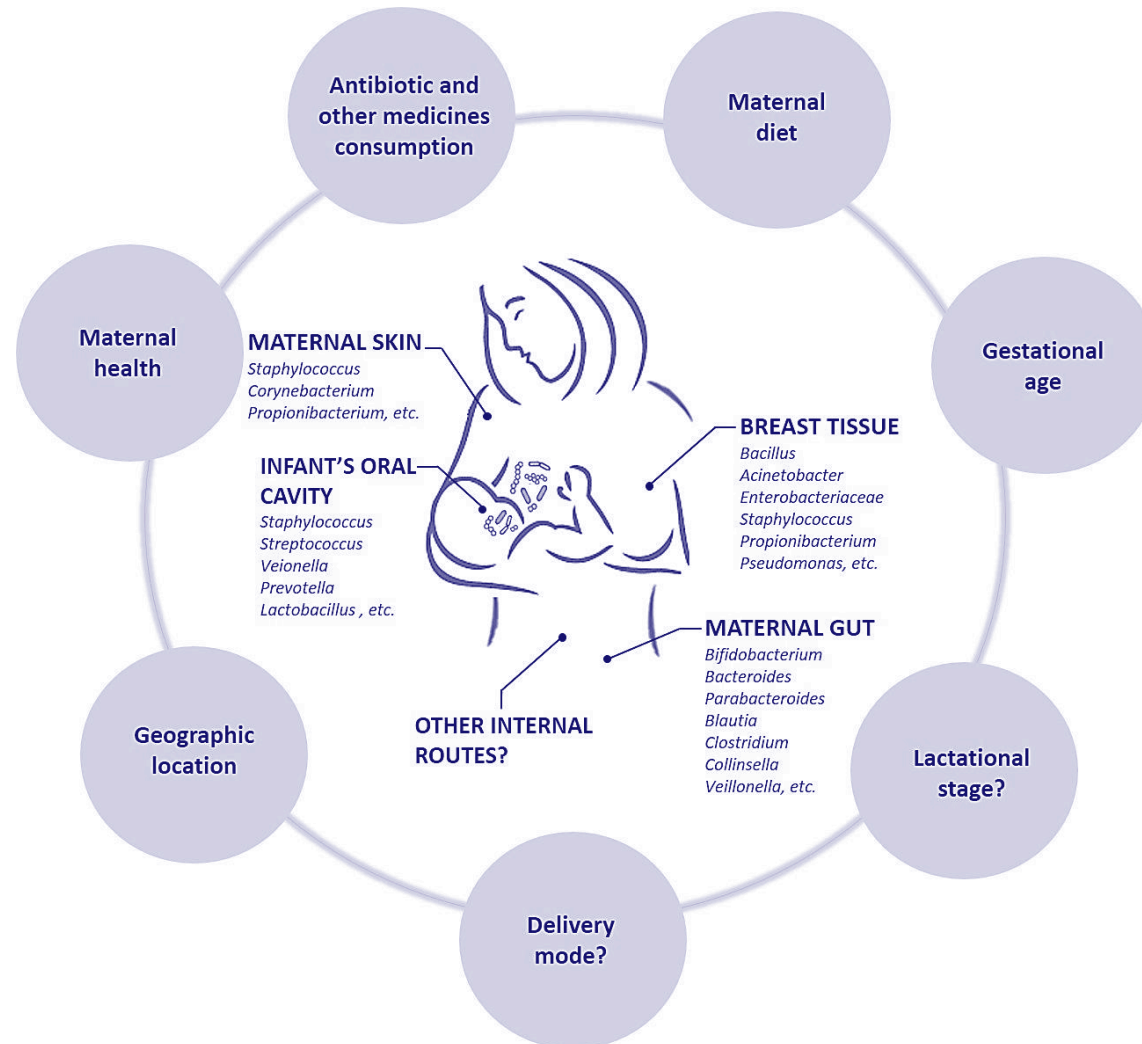 Antibiotic and
other medicines
consumption
Maternal
diet
Maternal
health
Gestational
age
MATERNAL SKIN
Staphylococcus
Corynebacterium
Propionibacterium, etc.
INFANT'S ORAL
CAVITY
Staphylococcus
Streptococcus
Veionella
Prevotella
Lactobacillus , etc.
BREAST TISSUE
Bacillus
Acinetobacter
Enterobacteriaceae
Staphylococcus
Propionibacterium
Pseudomonas, etc.
MATERNAL GUT
Bifidobacterium
Bacteroides
Parabacteroides
Blautia
Clostridium
Collinsella
Veillonella, etc.
OTHER INTERNAL
ROUTES?
Geographic
location
Lactational
stage?
Delivery
mode?